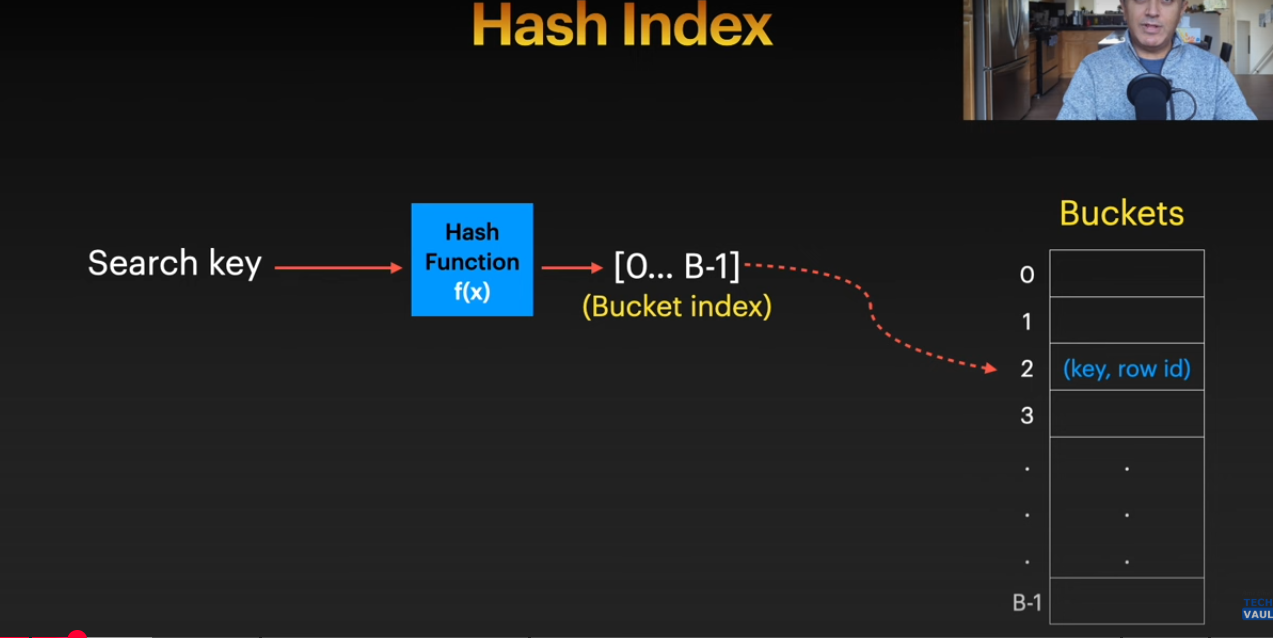 Hash Index
Buckets
Search key
Hash
Function
f(x)
[0... B-1]
(Bucket index)
0
1
2 (key, row id)
3
. .
. .
. .
B-1
TECH
VAUL